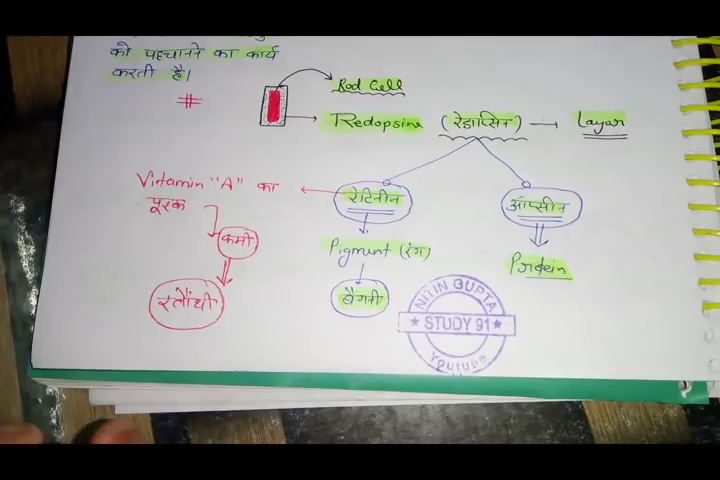 को पहचानने का कार्य
करती है।
Rod Cell
Redopsine (रेडाप्सिन) → Layar
Vitamin "A" का
पूरक
रेटिनीन
ऑप्सीन
कमी
Pigment (रंग)
Protein
रतौंधी
बैंगनी
NITIN GUPTA
★ STUDY 91 ★
Youtube